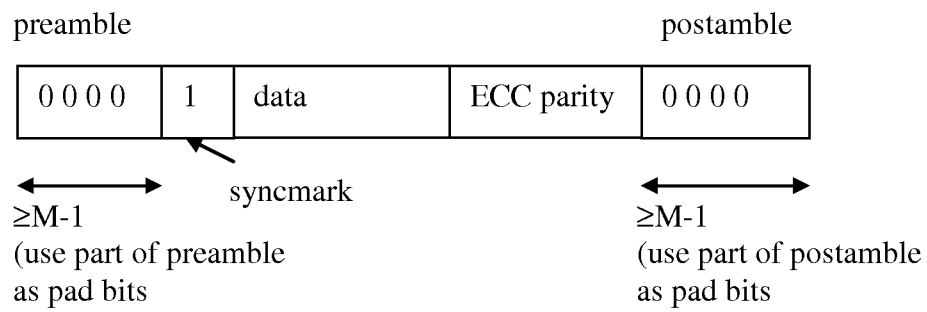 preamble postamble
0 0 0 0 1 data ECC parity 0 0 0 0
syncmark
≥M-1 ≥M-1
(use part of preamble (use part of postamble
as pad bits as pad bits